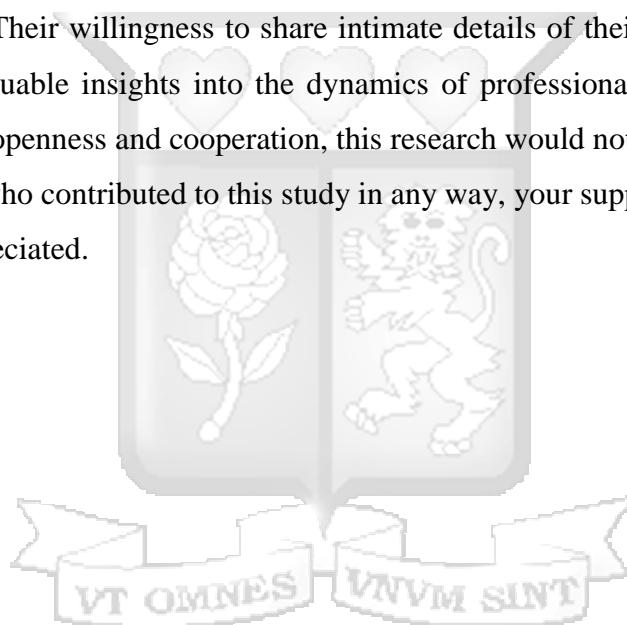 Their willingness to share intimate details of thei
uable insights into the dynamics of professiona
openness and cooperation, this research would no
who contributed to this study in any way, your sup
eciated.
VT OMNES VNVM SINT